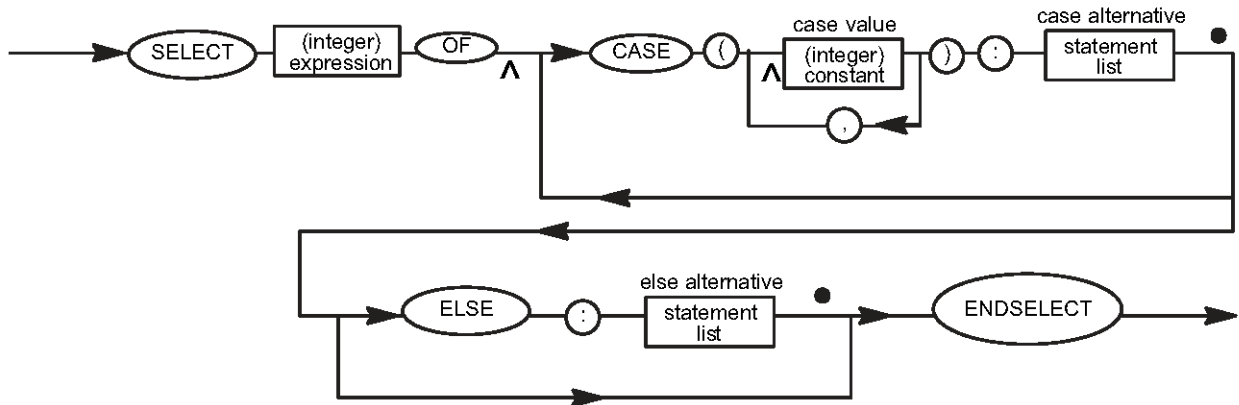 case value
case alternative
SELECT
(integer)
expression
OF
CASE
(
(integer)
constant
)
:
statement
list
,
else alternative
ELSE
:
statement
list
ENDSELECT